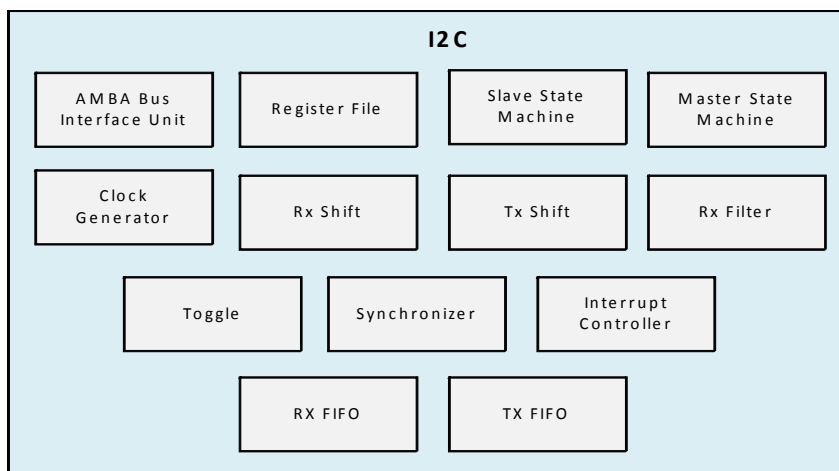 I2C
AMBA Bus
Interface Unit
Register File
Slave State
Machine
Master State
Machine
Clock
Generator
Rx Shift
Tx Shift
Rx Filter
Toggle
Synchronizer
Interrupt
Controller
RX FIFO
TX FIFO